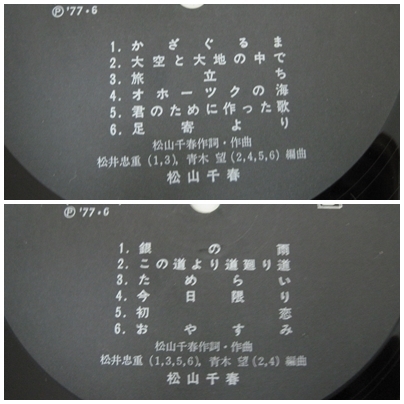 Ⓟ '77・6
1. かざぐるま
2. 大空と大地の中で
3. 旅立ち
4. オホーツクの海
5. 君のために作った歌
6. 足寄より
松山千春作詞・作曲
松井忠重 (1,3), 青木 望 (2,4,5,6) 編曲
松山千春
Ⓟ '77・6
1. 銀の雨
2. この道より道廻り道
3. ためらい
4. 今日限り
5. 初恋
6. おやすみ
松山千春作詞・作曲
松井忠重 (1,3,5,6), 青木 望 (2,4) 編曲
松山千春